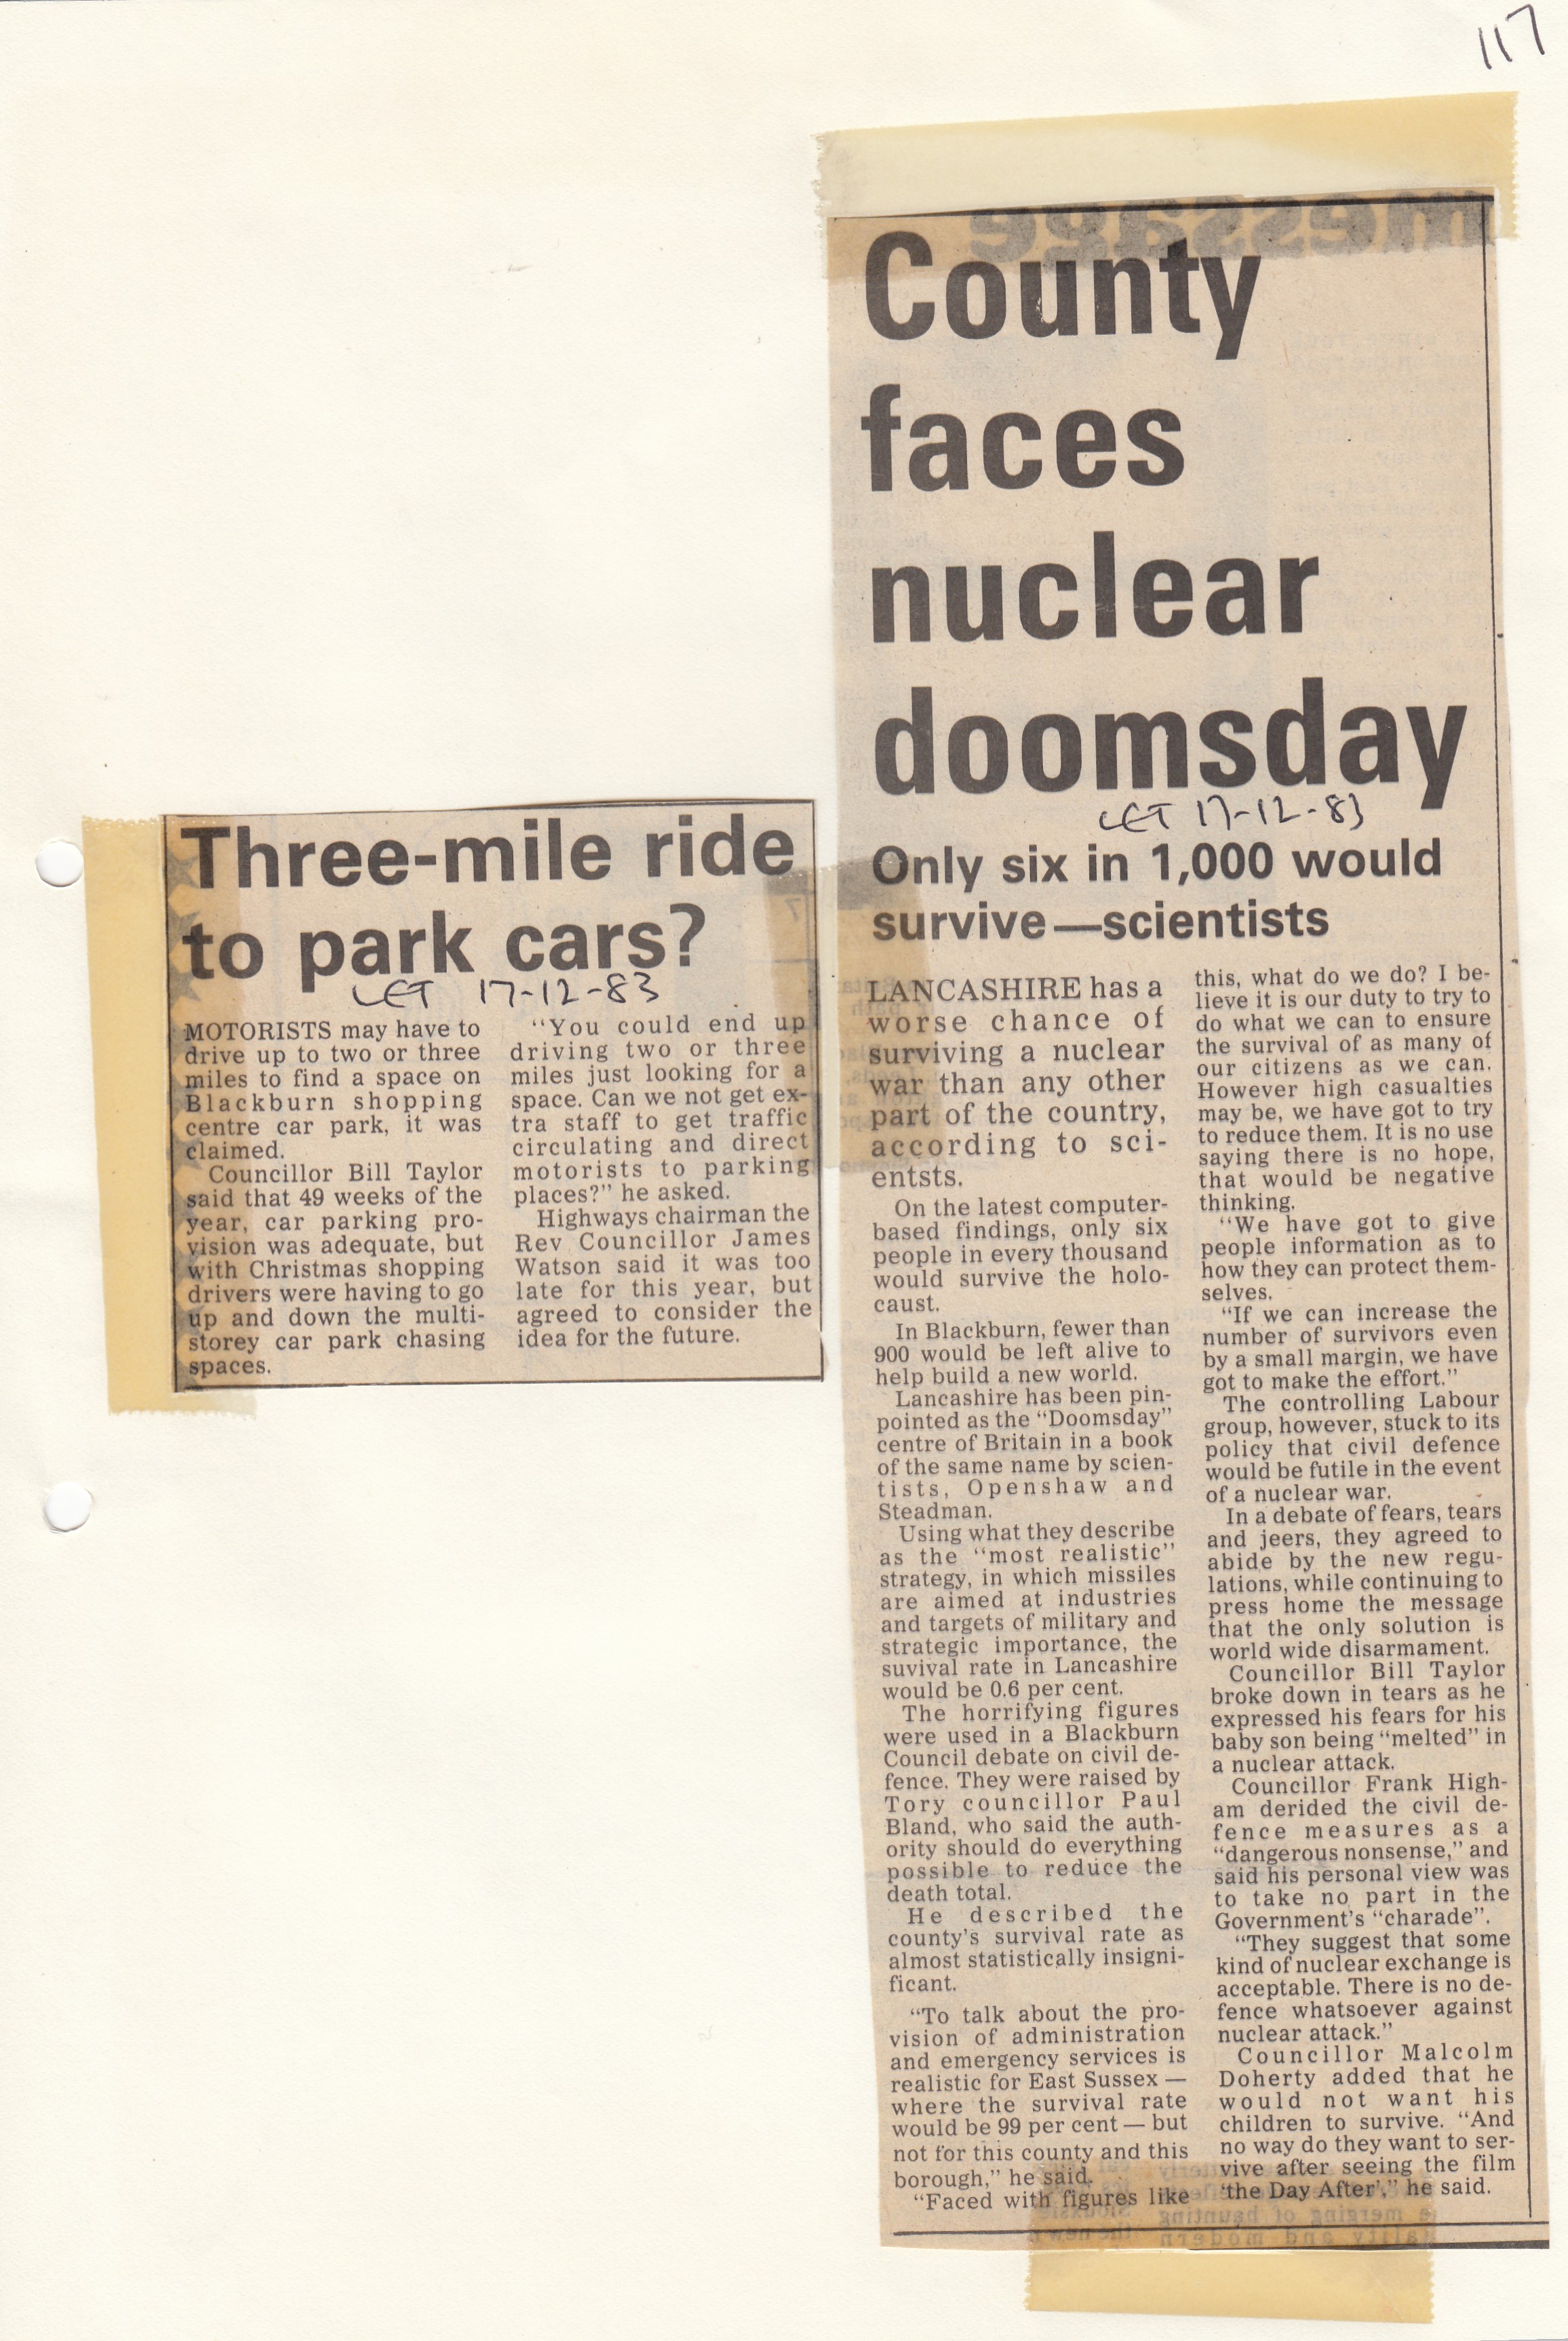 117
Three-mile ride
to park cars?
LET 17-12-83
MOTORISTS may have to
drive up to two or three
miles to find a space on
Blackburn shopping
centre car park, it was
claimed.
Councillor Bill Taylor
said that 49 weeks of the
year, car parking pro-
vision was adequate, but
with Christmas shopping
drivers were having to go
up and down the multi-
storey car park chasing
spaces.
"You could end up
driving two or three
miles just looking for a
space. Can we not get ex-
tra staff to get traffic
circulating and direct
motorists to parking
places?" he asked.
Highways chairman the
Rev Councillor James
Watson said it was too
late for this year, but
agreed to consider the
idea for the future.
County
faces
nuclear
doomsday
LET 17-12-83
Only six in 1,000 would
survive—scientists
LANCASHIRE has a
worse chance of
surviving a nuclear
war than any other
part of the country,
according to sci-
entsts.
On the latest computer-
based findings, only six
people in every thousand
would survive the holo-
caust.
In Blackburn, fewer than
900 would be left alive to
help build a new world.
Lancashire has been pin-
pointed as the "Doomsday"
centre of Britain in a book
of the same name by scien-
tists, Openshaw and
Steadman.
Using what they describe
as the "most realistic"
strategy, in which missiles
are aimed at industries
and targets of military and
strategic importance, the
suvival rate in Lancashire
would be 0.6 per cent.
The horrifying figures
were used in a Blackburn
Council debate on civil de-
fence. They were raised by
Tory councillor Paul
Bland, who said the auth-
ority should do everything
possible to reduce the
death total.
He described the
county's survival rate as
almost statistically insigni-
ficant.
"To talk about the pro-
vision of administration
and emergency services is
realistic for East Sussex —
where the survival rate
would be 99 per cent — but
not for this county and this
borough," he said.
"Faced with figures like
this, what do we do? I be-
lieve it is our duty to try to
do what we can to ensure
the survival of as many of
our citizens as we can.
However high casualties
may be, we have got to try
to reduce them. It is no use
saying there is no hope,
that would be negative
thinking.
"We have got to give
people information as to
how they can protect them-
selves.
"If we can increase the
number of survivors even
by a small margin, we have
got to make the effort."
The controlling Labour
group, however, stuck to its
policy that civil defence
would be futile in the event
of a nuclear war.
In a debate of fears, tears
and jeers, they agreed to
abide by the new regu-
lations, while continuing to
press home the message
that the only solution is
world wide disarmament.
Councillor Bill Taylor
broke down in tears as he
expressed his fears for his
baby son being "melted" in
a nuclear attack.
Councillor Frank High-
am derided the civil de-
fence measures as a
"dangerous nonsense," and
said his personal view was
to take no part in the
Government's "charade".
"They suggest that some
kind of nuclear exchange is
acceptable. There is no de-
fence whatsoever against
nuclear attack."
Councillor Malcolm
Doherty added that he
would not want his
children to survive. "And
no way do they want to ser-
vive after seeing the film
'the Day After'," he said.